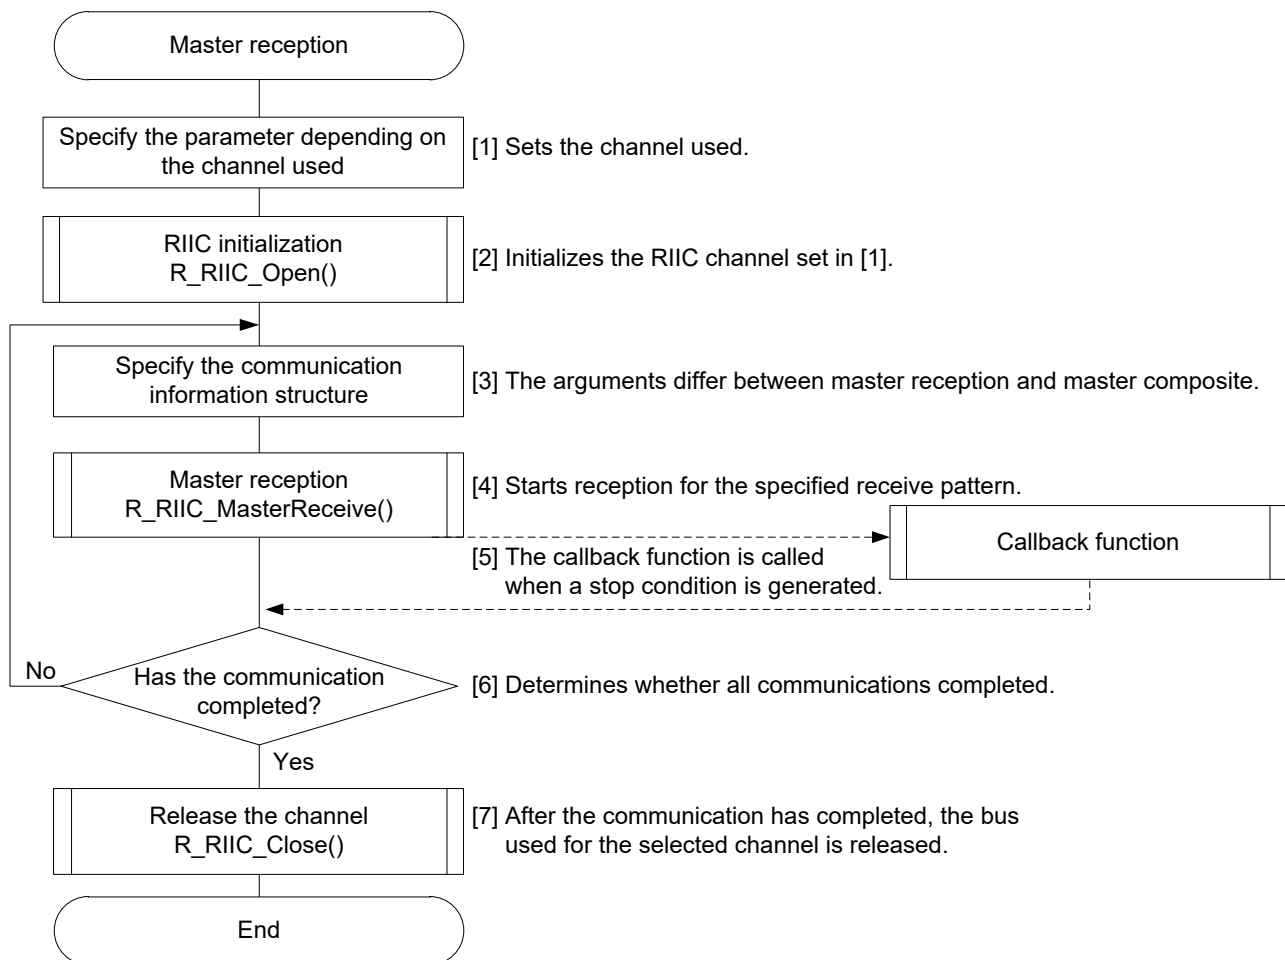 Master reception
Specify the parameter depending on
the channel used
[1] Sets the channel used.
RIIC initialization
R_RIIC_Open()
[2] Initializes the RIIC channel set in [1].
Specify the communication
information structure
[3] The arguments differ between master reception and master composite.
Master reception
R_RIIC_MasterReceive()
[4] Starts reception for the specified receive pattern.
Callback function
[5] The callback function is called
when a stop condition is generated.
No
Has the communication
completed?
[6] Determines whether all communications completed.
Yes
Release the channel
R_RIIC_Close()
[7] After the communication has completed, the bus
used for the selected channel is released.
End